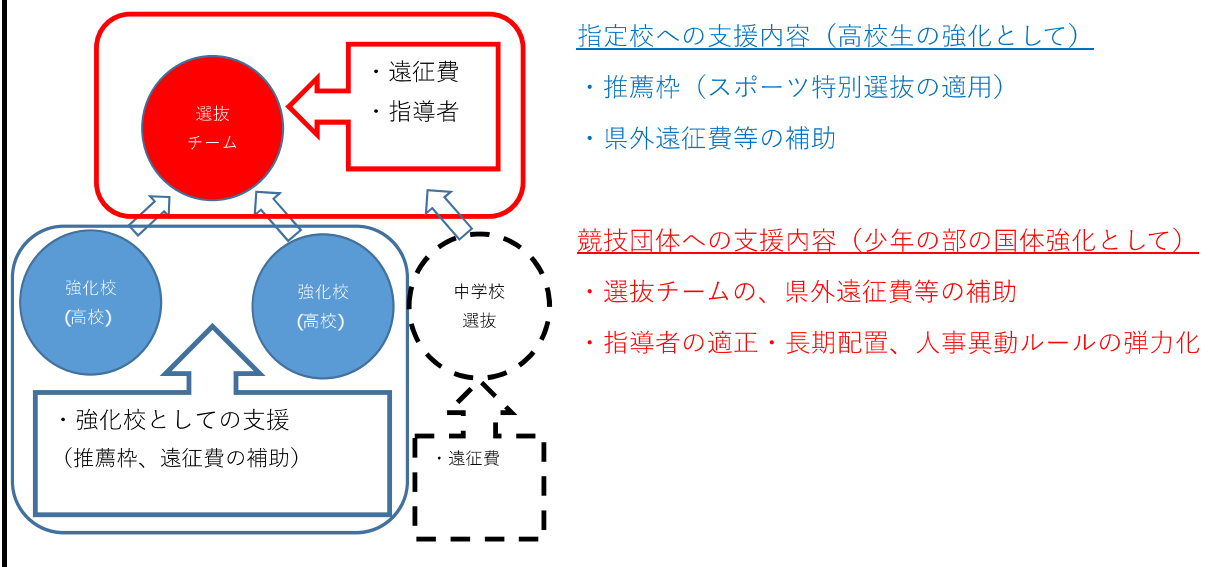 ・遠征費
・指導者
選抜
チーム
強化校
(高校)
強化校
(高校)
中学校
選抜
・強化校としての支援
（推薦枠、遠征費の補助）
・遠征費
指定校への支援内容（高校生の強化として）
・推薦枠（スポーツ特別選抜の適用）
・県外遠征費等の補助
競技団体への支援内容（少年の部の国体強化として）
・選抜チームの、県外遠征費等の補助
・指導者の適正・長期配置、人事異動ルールの弾力化